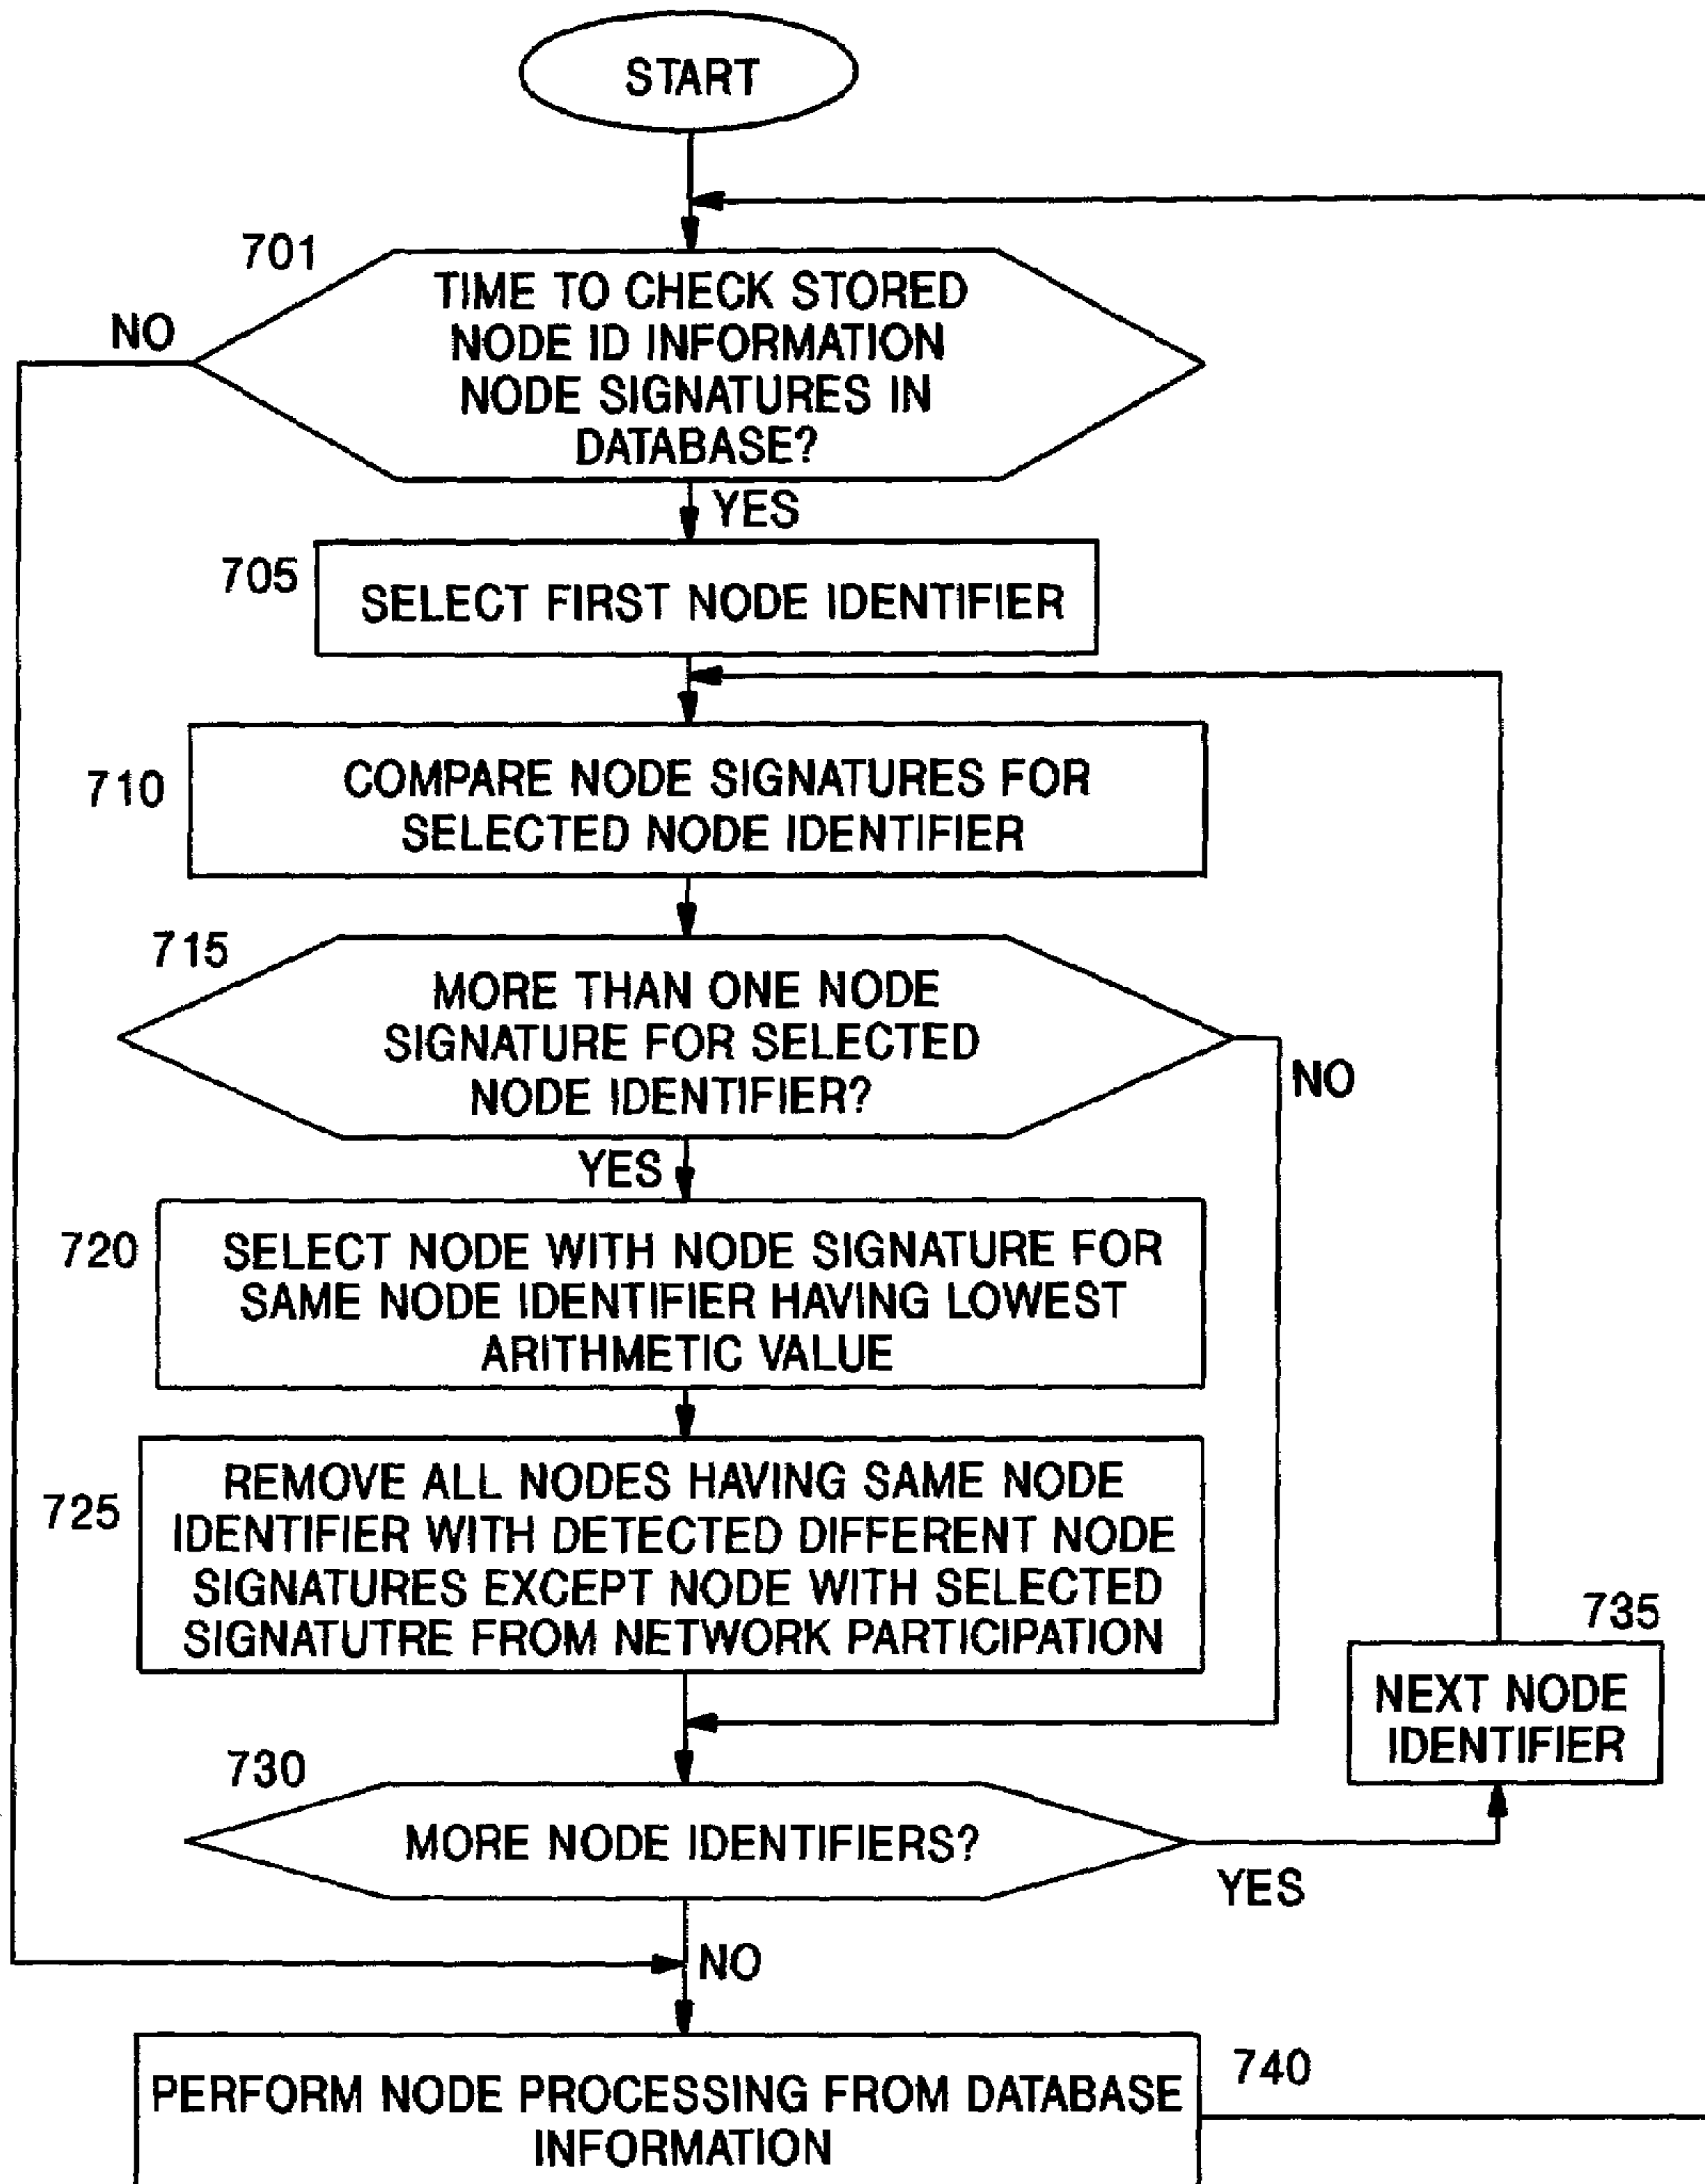 START
701
TIME TO CHECK STORED
NODE ID INFORMATION
NODE SIGNATURES IN
DATABASE?
NO
YES
705
SELECT FIRST NODE IDENTIFIER
710
COMPARE NODE SIGNATURES FOR
SELECTED NODE IDENTIFIER
715
MORE THAN ONE NODE
SIGNATURE FOR SELECTED
NODE IDENTIFIER?
NO
YES
720
SELECT NODE WITH NODE SIGNATURE FOR
SAME NODE IDENTIFIER HAVING LOWEST
ARITHMETIC VALUE
725
REMOVE ALL NODES HAVING SAME NODE
IDENTIFIER WITH DETECTED DIFFERENT NODE
SIGNATURES EXCEPT NODE WITH SELECTED
SIGNATUTRE FROM NETWORK PARTICIPATION
735
NEXT NODE
IDENTIFIER
730
MORE NODE IDENTIFIERS?
YES
NO
740
PERFORM NODE PROCESSING FROM DATABASE
INFORMATION